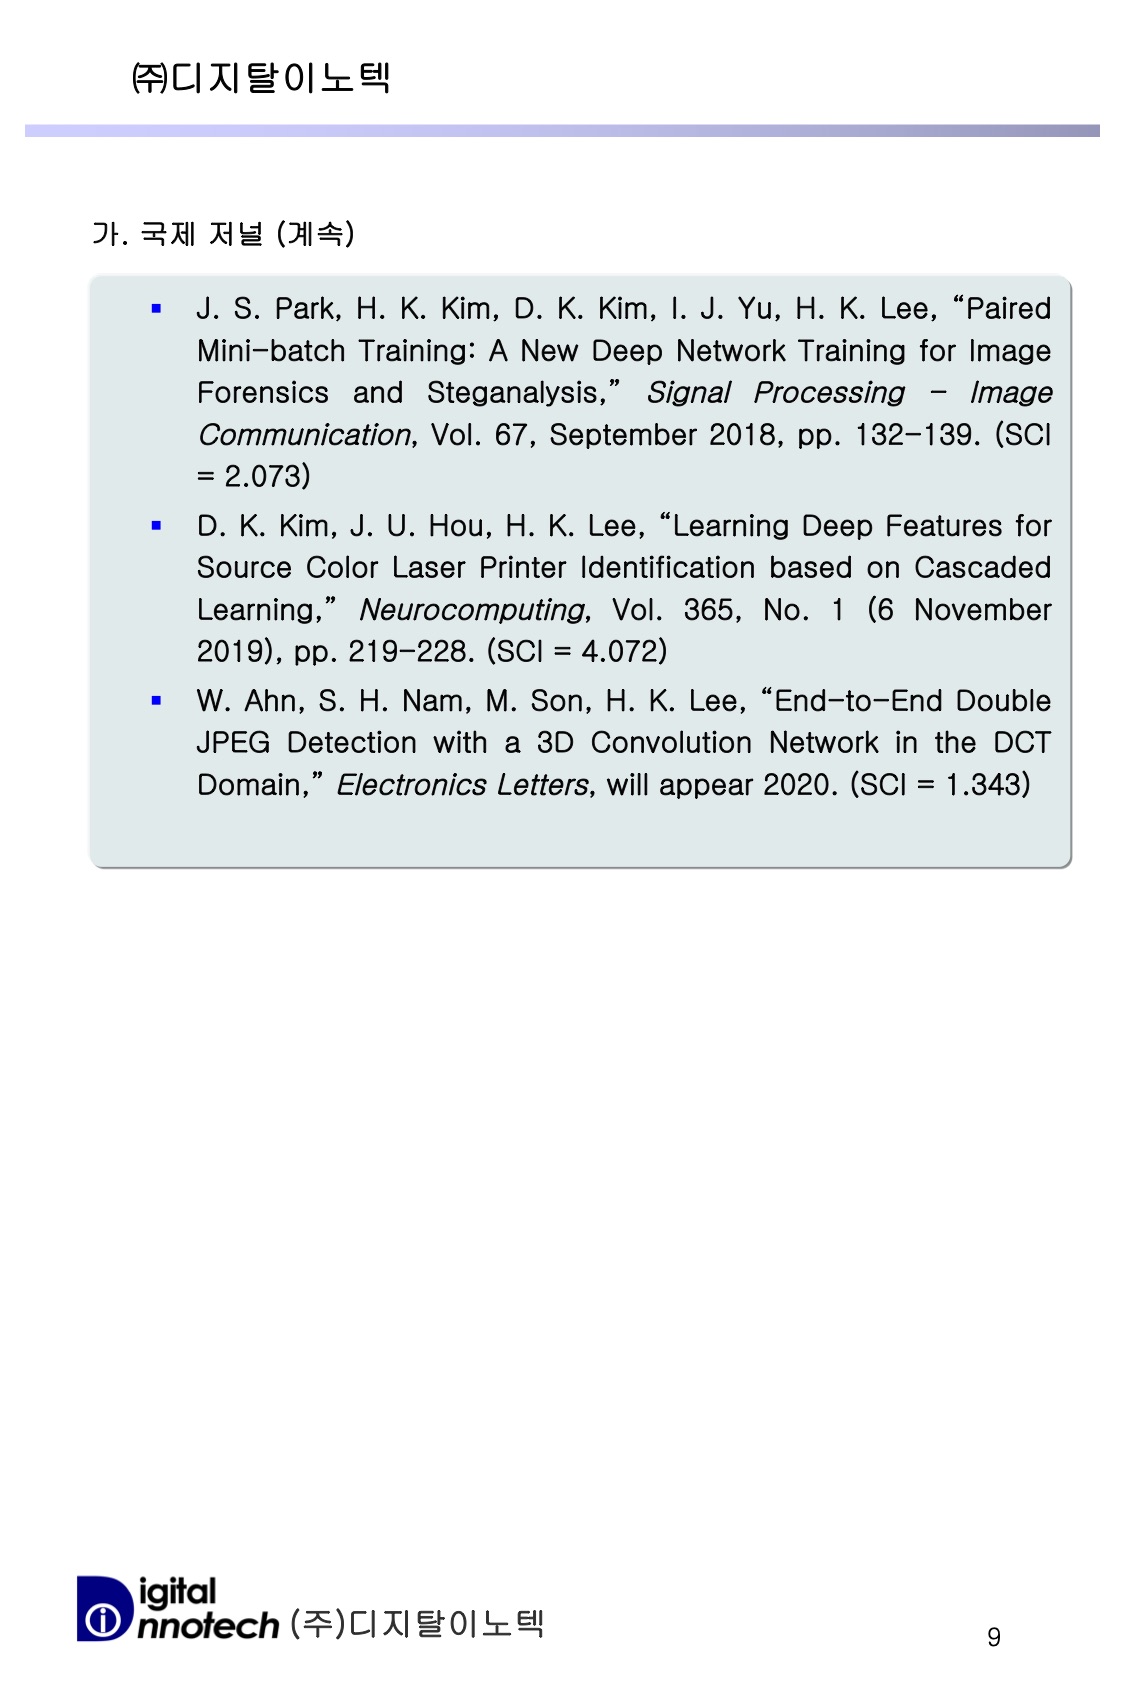 ㈜디지탈이노텍
가. 국제 저널 (계속)
▪ J. S. Park, H. K. Kim, D. K. Kim, I. J. Yu, H. K. Lee, “Paired
Mini-batch Training: A New Deep Network Training for Image
Forensics and Steganalysis,” Signal Processing - Image
Communication, Vol. 67, September 2018, pp. 132-139. (SCI
= 2.073)
▪ D. K. Kim, J. U. Hou, H. K. Lee, “Learning Deep Features for
Source Color Laser Printer Identification based on Cascaded
Learning,” Neurocomputing, Vol. 365, No. 1 (6 November
2019), pp. 219-228. (SCI = 4.072)
▪ W. Ahn, S. H. Nam, M. Son, H. K. Lee, “End-to-End Double
JPEG Detection with a 3D Convolution Network in the DCT
Domain,” Electronics Letters, will appear 2020. (SCI = 1.343)
Digital
innotech (주)디지탈이노텍
9